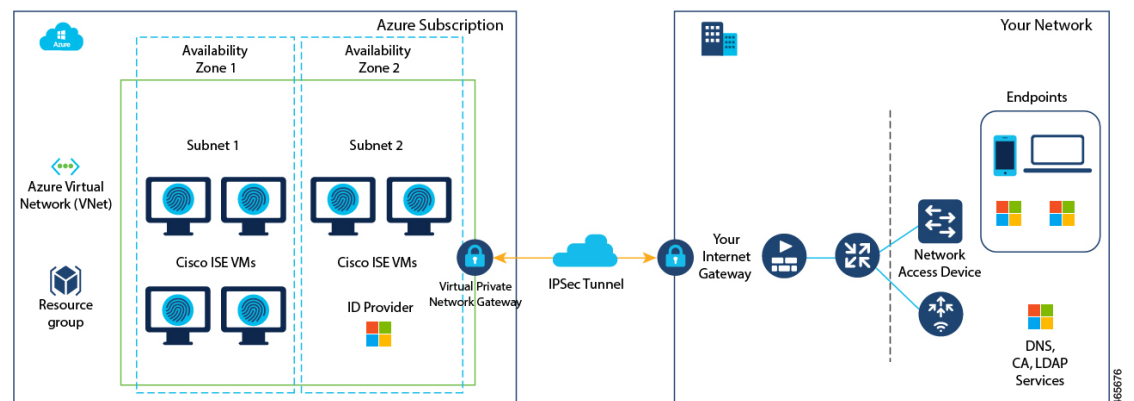 Azure Subscription
Azure
Availability
Zone 1
Availability
Zone 2
Subnet 1
Subnet 2
Azure Virtual
Network (VNet)
Cisco ISE VMs
Cisco ISE VMs
Resource
group
ID Provider
Virtual Private
Network Gateway
IPSec Tunnel
Your Network
Your
Internet
Gateway
Endpoints
Network
Access Device
DNS,
CA, LDAP
Services